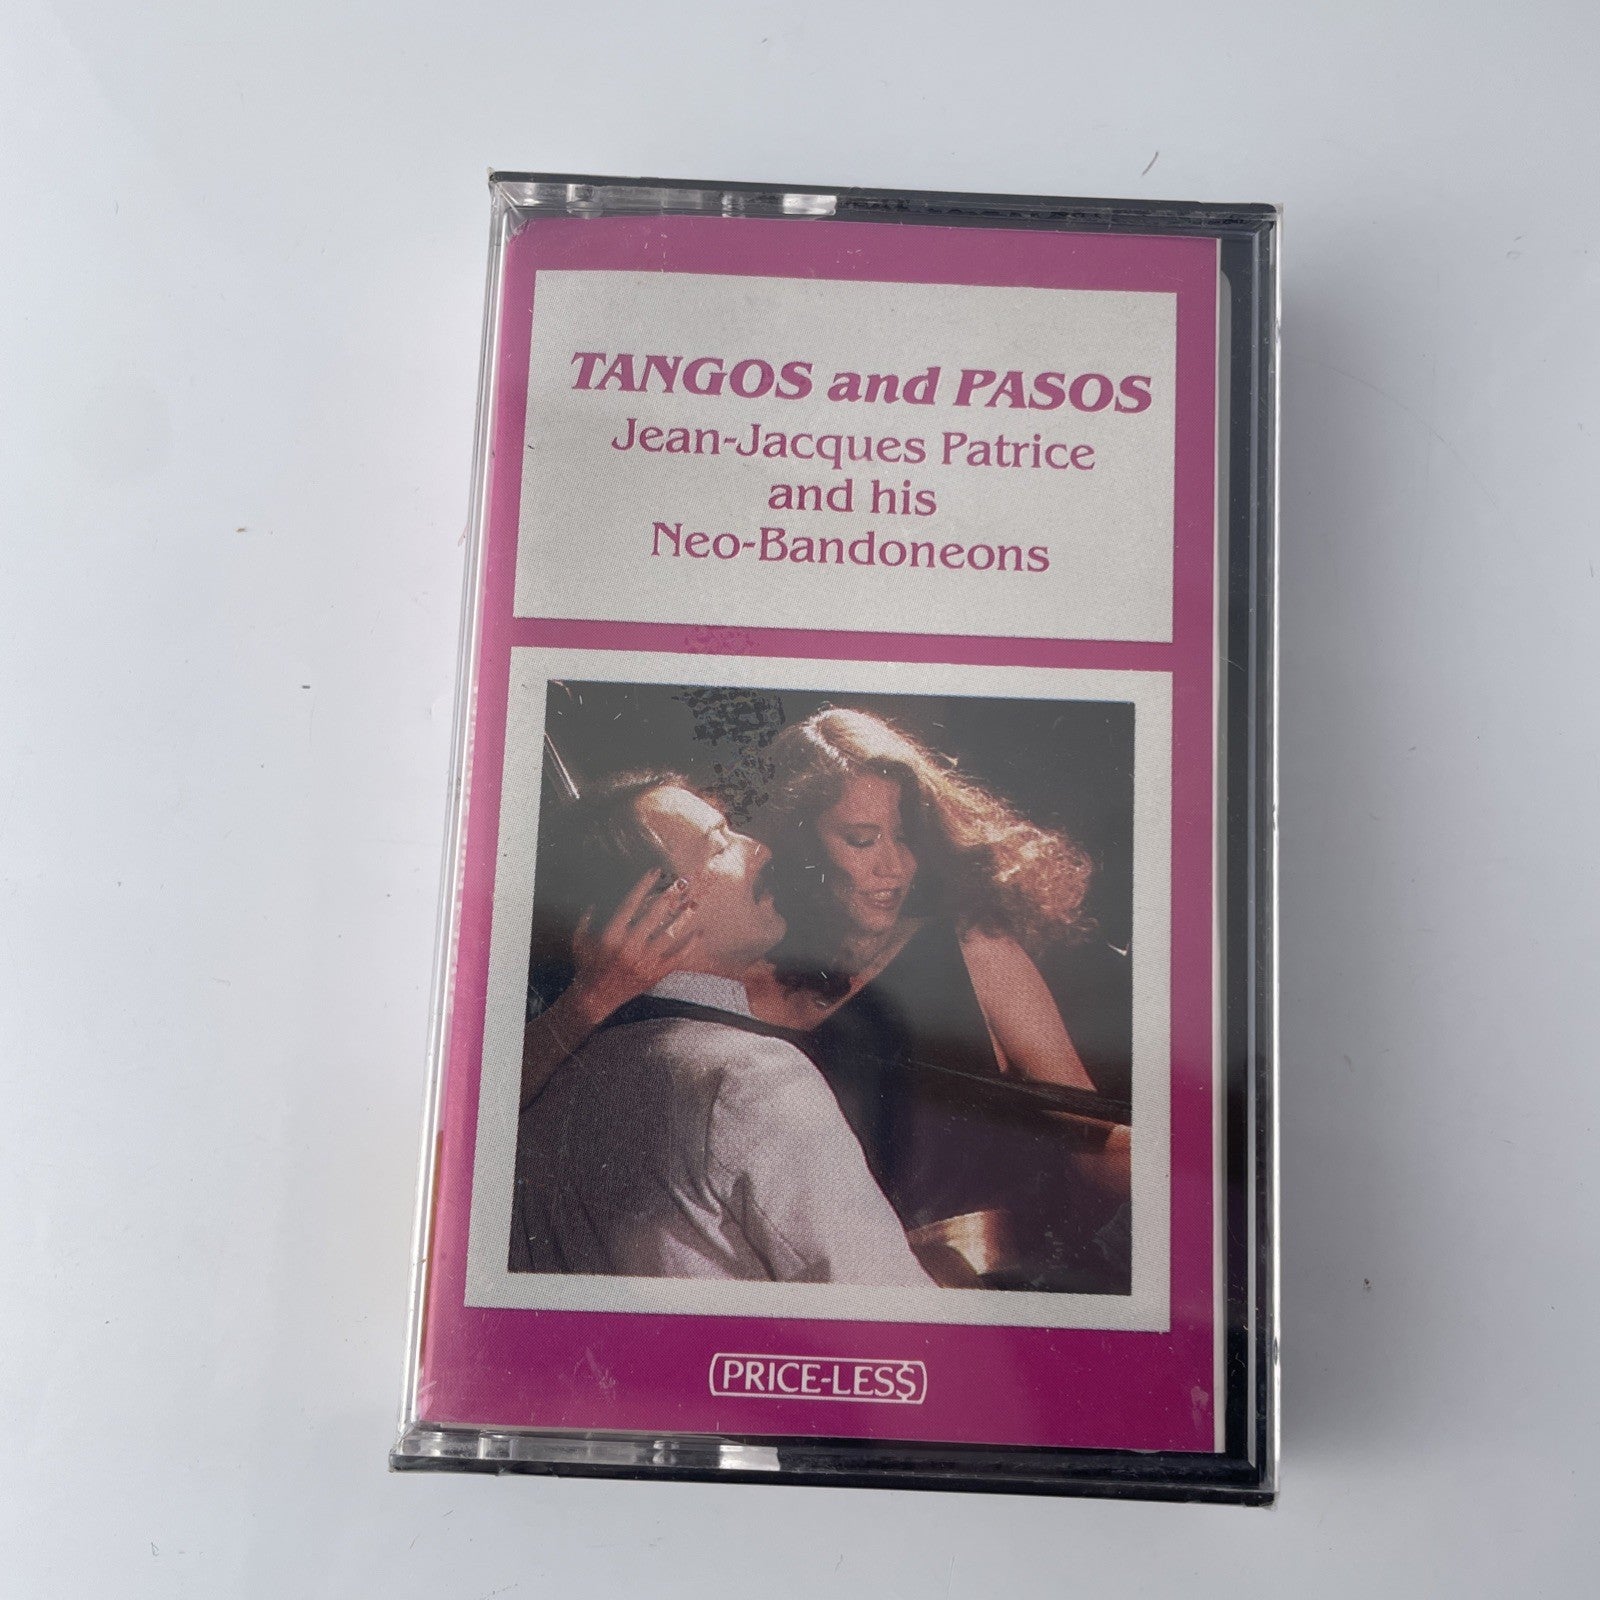 TANGOS and PASOS
Jean-Jacques Patrice
and his
Neo-Bandoneons
PRICE-LES$